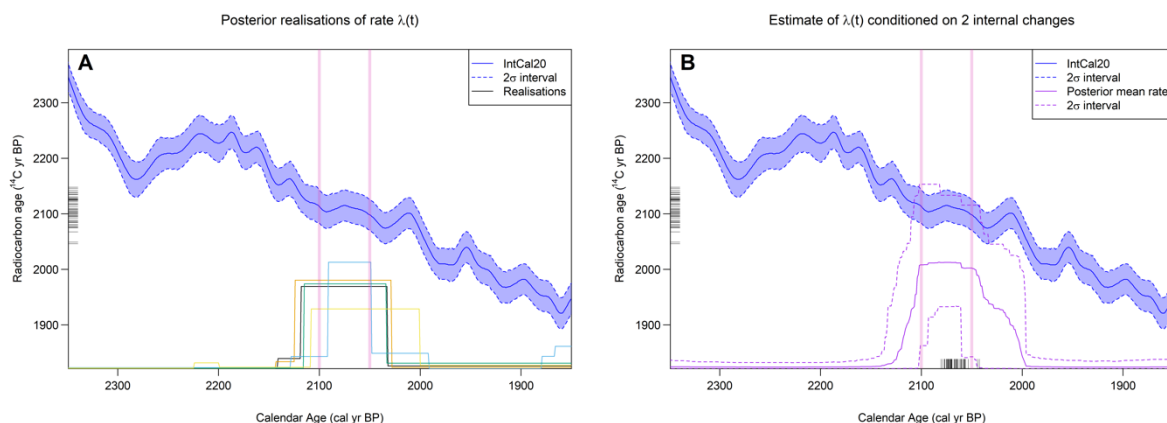 Posterior realisations of rate λ(t)
A
IntCal20
2σ interval
Realisations
Radiocarbon age (¹⁴C yr BP)
2300
2200
2100
2000
1900
2300
2200
2100
2000
1900
Calendar Age (cal yr BP)
Estimate of λ(t) conditioned on 2 internal changes
B
IntCal20
2σ interval
Posterior mean rate
2σ interval
Radiocarbon age (¹⁴C yr BP)
2300
2200
2100
2000
1900
2300
2200
2100
2000
1900
Calendar Age (cal yr BP)